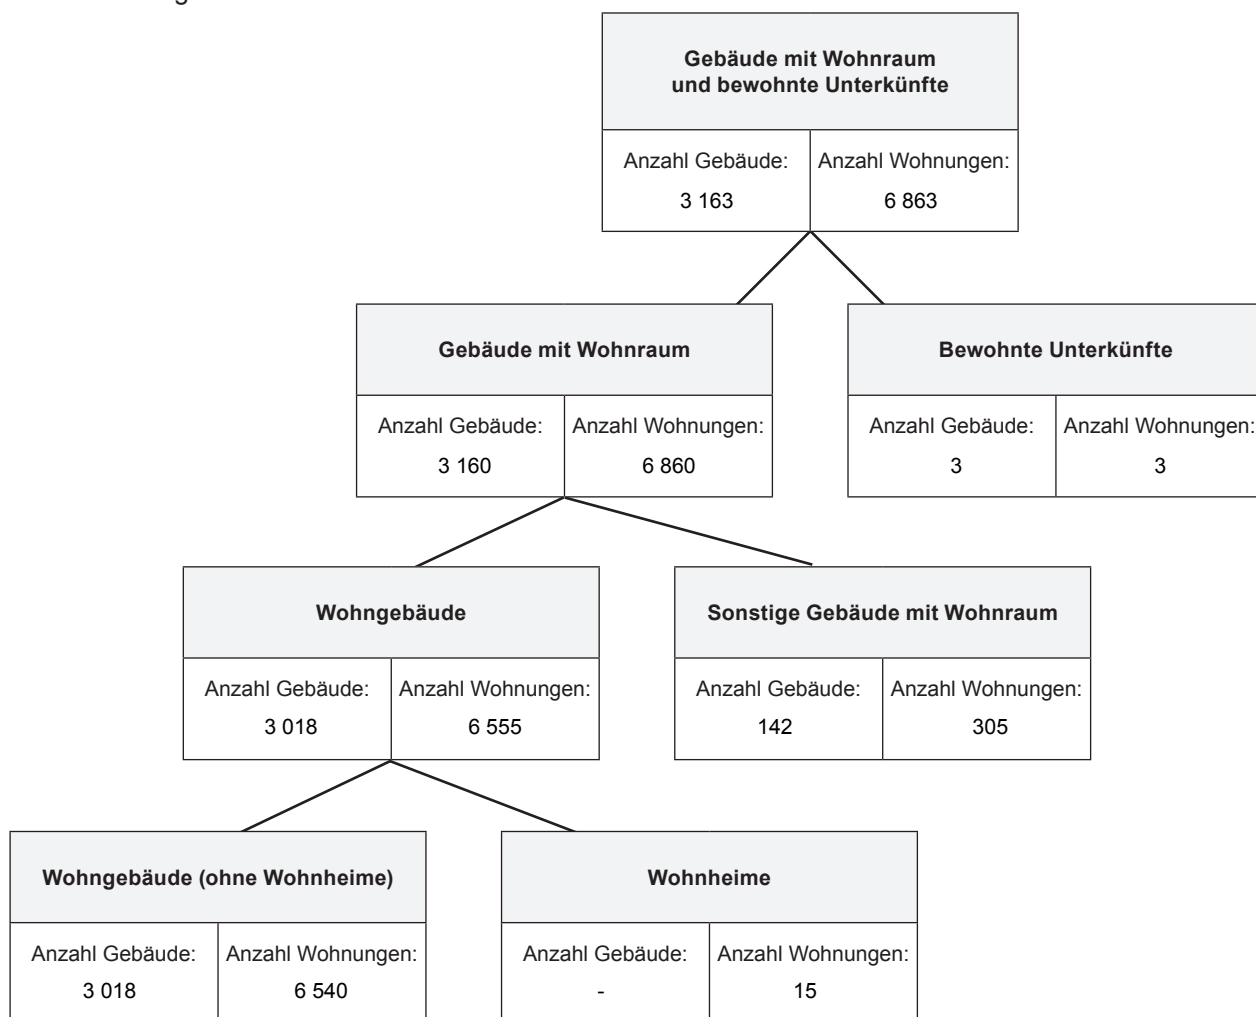 Gebäude mit Wohnraum
und bewohnte Unterkünfte
Anzahl Gebäude: Anzahl Wohnungen:
3 163 6 863
Gebäude mit Wohnraum Bewohnte Unterkünfte
Anzahl Gebäude: Anzahl Wohnungen: Anzahl Gebäude: Anzahl Wohnungen:
3 160 6 860 3 3
Wohngebäude Sonstige Gebäude mit Wohnraum
Anzahl Gebäude: Anzahl Wohnungen: Anzahl Gebäude: Anzahl Wohnungen:
3 018 6 555 142 305
Wohngebäude (ohne Wohnheime) Wohnheime
Anzahl Gebäude: Anzahl Wohnungen: Anzahl Gebäude: Anzahl Wohnungen:
3 018 6 540 - 15